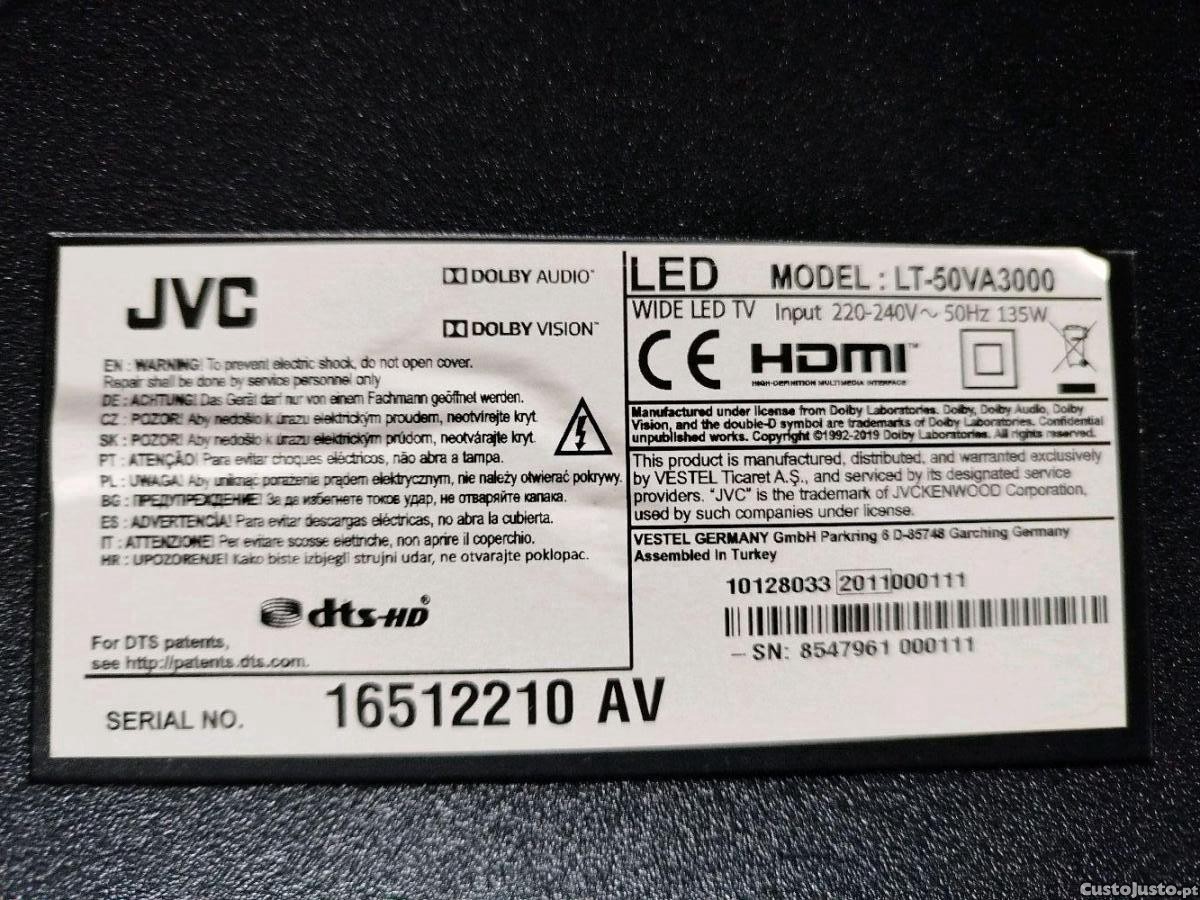 JVC
DOLBY AUDIO™
DOLBY VISION™
EN : WARNING! To prevent electric shock, do not open cover.
Repair shall be done by service personnel only
DE : ACHTUNG! Das Gerät darf nur von einem Fachmann geöffnet werden.
CZ : POZOR! Aby nedošlo k úrazu elektrickým proudem, neotvírejte kryt.
SK : POZOR! Aby nedošlo k úrazu elektrickým prúdom, neotvárajte kryt.
PT : ATENÇÃO! Para evitar choques eléctricos, não abra a tampa.
PL : UWAGA! Aby uniknąć porażenia prądem elektrycznym, nie należy otwierać pokrywy.
BG : ПРЕДУПРЕЖДЕНИЕ! За да избегнете токов удар, не отваряйте капака.
ES : ADVERTENCIA! Para evitar descargas eléctricas, no abra la cubierta.
IT : ATTENZIONE! Per evitare scosse elettriche, non aprire il coperchio.
HR : UPOZORENJE! Kako biste izbjegli strujni udar, ne otvarajte poklopac.
dts-HD®
For DTS patents,
see http://patents.dts.com.
SERIAL NO. 16512210 AV
LED MODEL : LT-50VA3000
WIDE LED TV Input 220-240V~ 50Hz 135W
CE HDMI™
HIGH-DEFINITION MULTIMEDIA INTERFACE
Manufactured under license from Dolby Laboratories. Dolby, Dolby Audio, Dolby
Vision, and the double-D symbol are trademarks of Dolby Laboratories. Confidential
unpublished works. Copyright ©1992-2019 Dolby Laboratories. All rights reserved.
This product is manufactured, distributed, and warranted exclusively
by VESTEL Ticaret A.Ş., and serviced by its designated service
providers. "JVC" is the trademark of JVCKENWOOD Corporation,
used by such companies under license.
VESTEL GERMANY GmbH Parkring 6 D-85748 Garching Germany
Assembled In Turkey
10128033 2011000111
SN: 8547961 000111
CustoJusto.pt